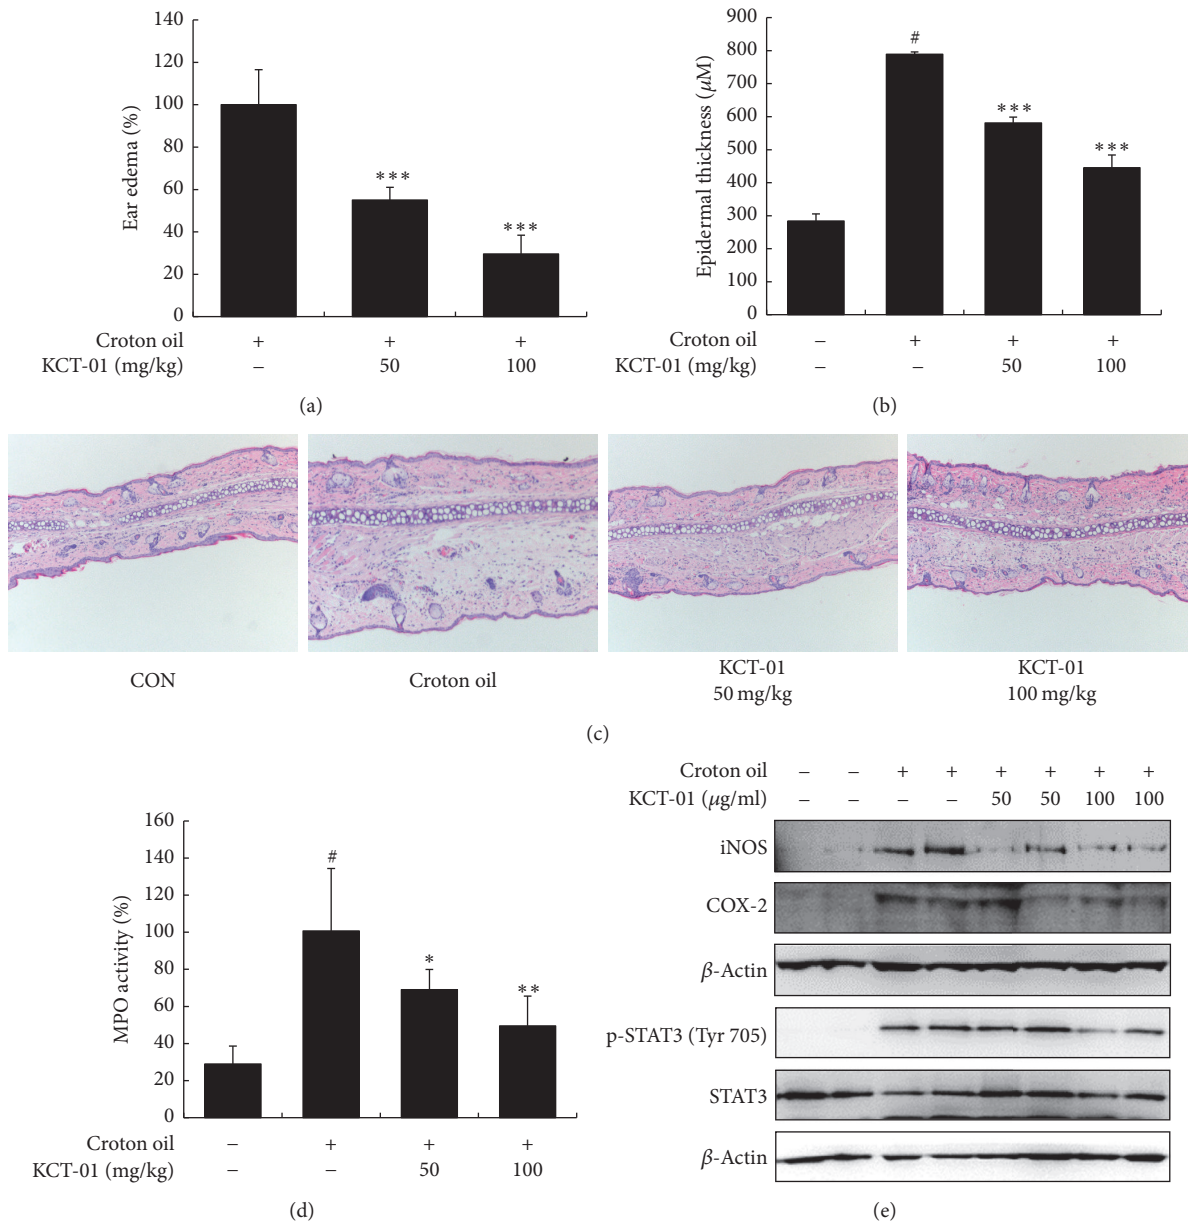 140
120
100
80
60
40
20
0
Ear edema (%)
***
***
Croton oil + + +
KCT-01 (mg/kg) – 50 100
(a)
900
800
700
600
500
400
300
200
100
0
Epidermal thickness (μM)
#
***
***
Croton oil – + + +
KCT-01 (mg/kg) – – 50 100
(b)
CON
Croton oil
KCT-01
50 mg/kg
KCT-01
100 mg/kg
(c)
160
140
120
100
80
60
40
20
0
MPO activity (%)
#
*
**
Croton oil – + + +
KCT-01 (mg/kg) – – 50 100
(d)
Croton oil – – + + + + + +
KCT-01 (μg/ml) – – – – 50 50 100 100
iNOS
COX-2
β-Actin
p-STAT3 (Tyr 705)
STAT3
β-Actin
(e)